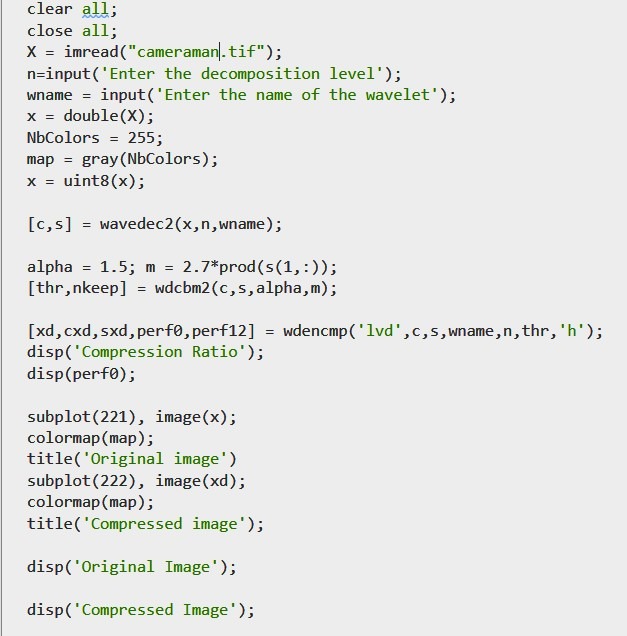 clear all;
close all;
X = imread("cameraman.tif");
n=input('Enter the decomposition level');
wname = input('Enter the name of the wavelet');
x = double(X);
NbColors = 255;
map = gray(NbColors);
x = uint8(x);
[c,s] = wavedec2(x,n,wname);
alpha = 1.5; m = 2.7*prod(s(1,:));
[thr,nkeep] = wdcbm2(c,s,alpha,m);
[xd,cxd,sxd,perf0,perf12] = wdencmp('lvd',c,s,wname,n,thr,'h');
disp('Compression Ratio');
disp(perf0);
subplot(221), image(x);
colormap(map);
title('Original image')
subplot(222), image(xd);
colormap(map);
title('Compressed image');
disp('Original Image');
disp('Compressed Image');